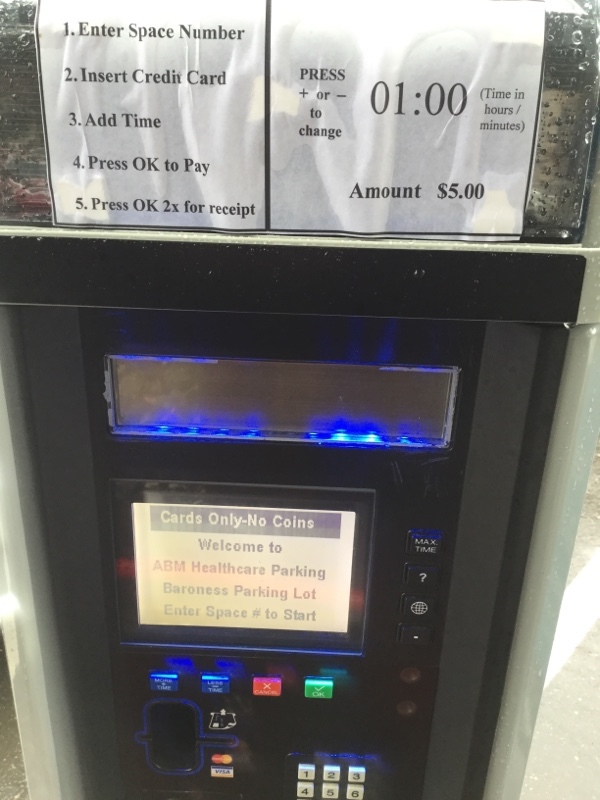 1. Enter Space Number
2. Insert Credit Card
3. Add Time
4. Press OK to Pay
5. Press OK 2x for receipt
PRESS
+ or –
to
change
01:00
(Time in
hours /
minutes)
Amount $5.00
Cards Only-No Coins
Welcome to
ABM Healthcare Parking
Baroness Parking Lot
Enter Space # to Start
MAX.
TIME
?
-
MORE
+
TIME
LESS
–
TIME
X
CANCEL
OK
VISA
1 2 3
4 5 6